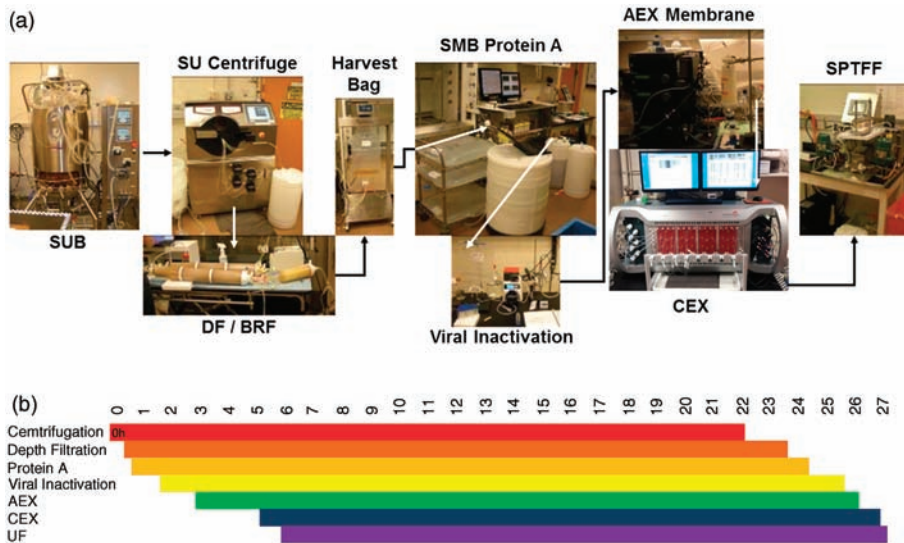 (a)
AEX Membrane
SU Centrifuge
Harvest
Bag
SMB Protein A
SPTFF
SUB
DF / BRF
Viral Inactivation
CEX
(b)
0 1 2 3 4 5 6 7 8 9 10 11 12 13 14 15 16 17 18 19 20 21 22 23 24 25 26 27
Cemtrifugation
0h
Depth Filtration
Protein A
Viral Inactivation
AEX
CEX
UF